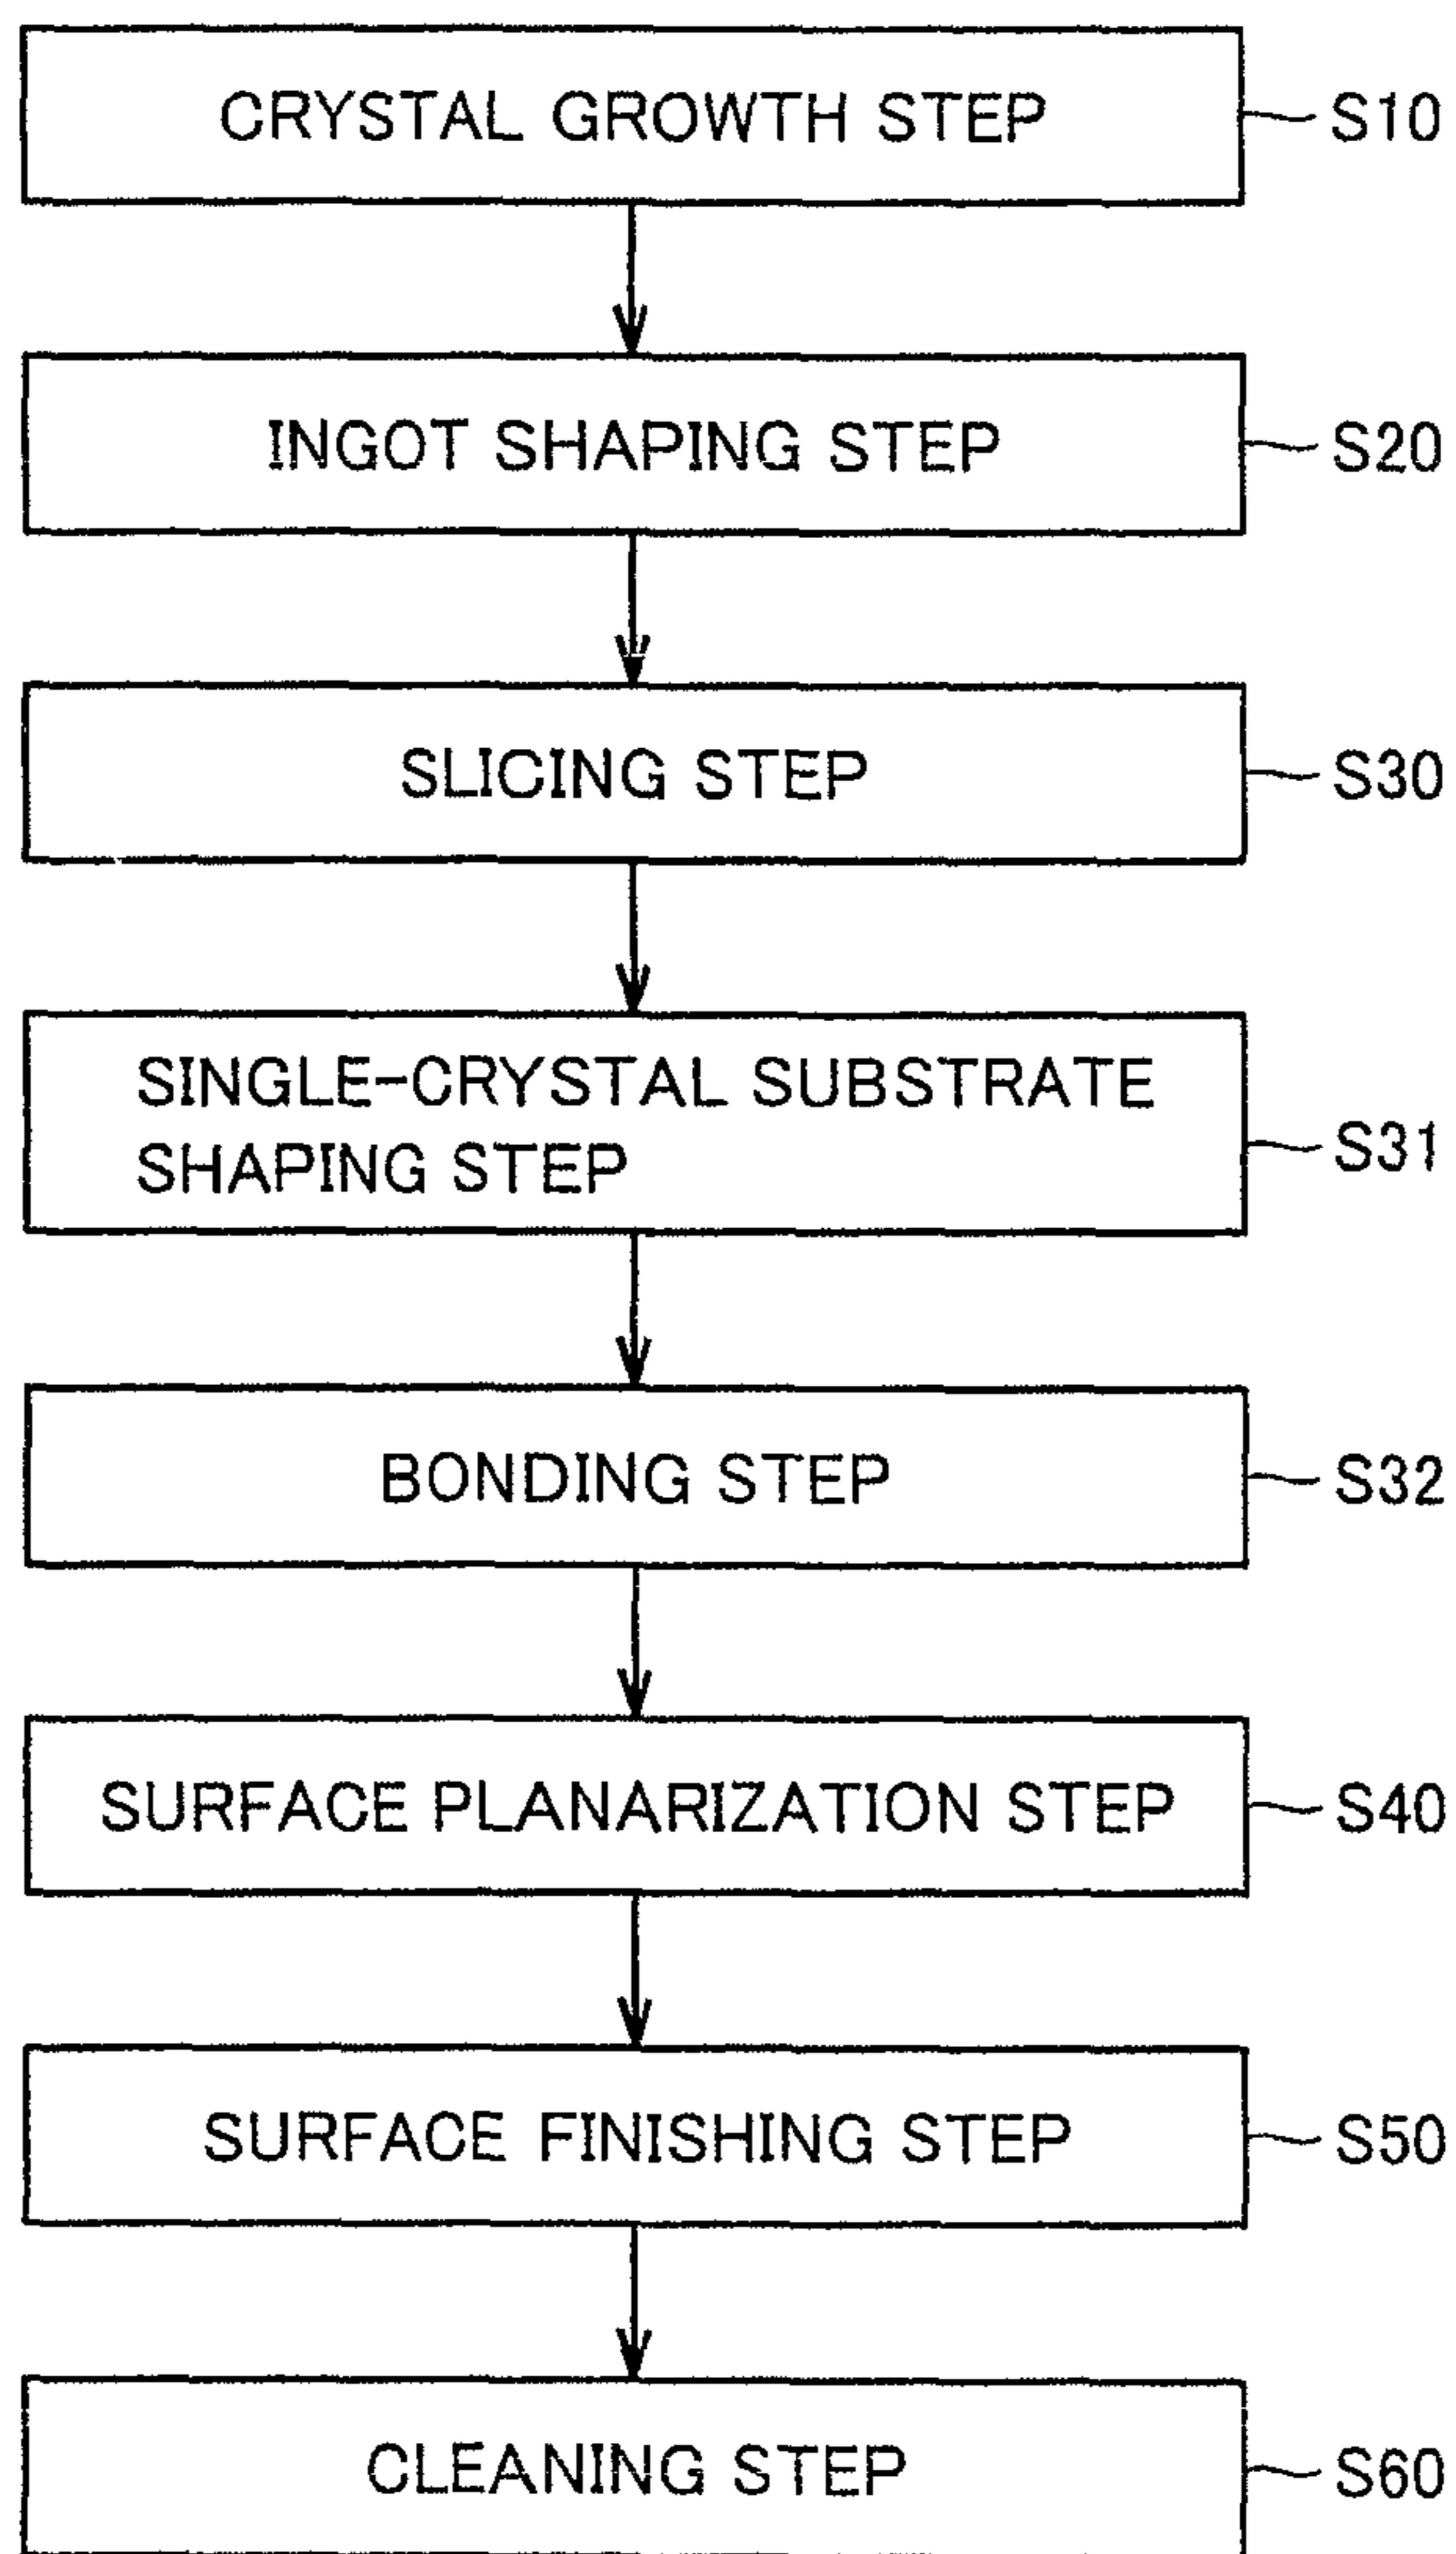 CRYSTAL GROWTH STEP S10
INGOT SHAPING STEP S20
SLICING STEP S30
SINGLE-CRYSTAL SUBSTRATE
SHAPING STEP S31
BONDING STEP S32
SURFACE PLANARIZATION STEP S40
SURFACE FINISHING STEP S50
CLEANING STEP S60